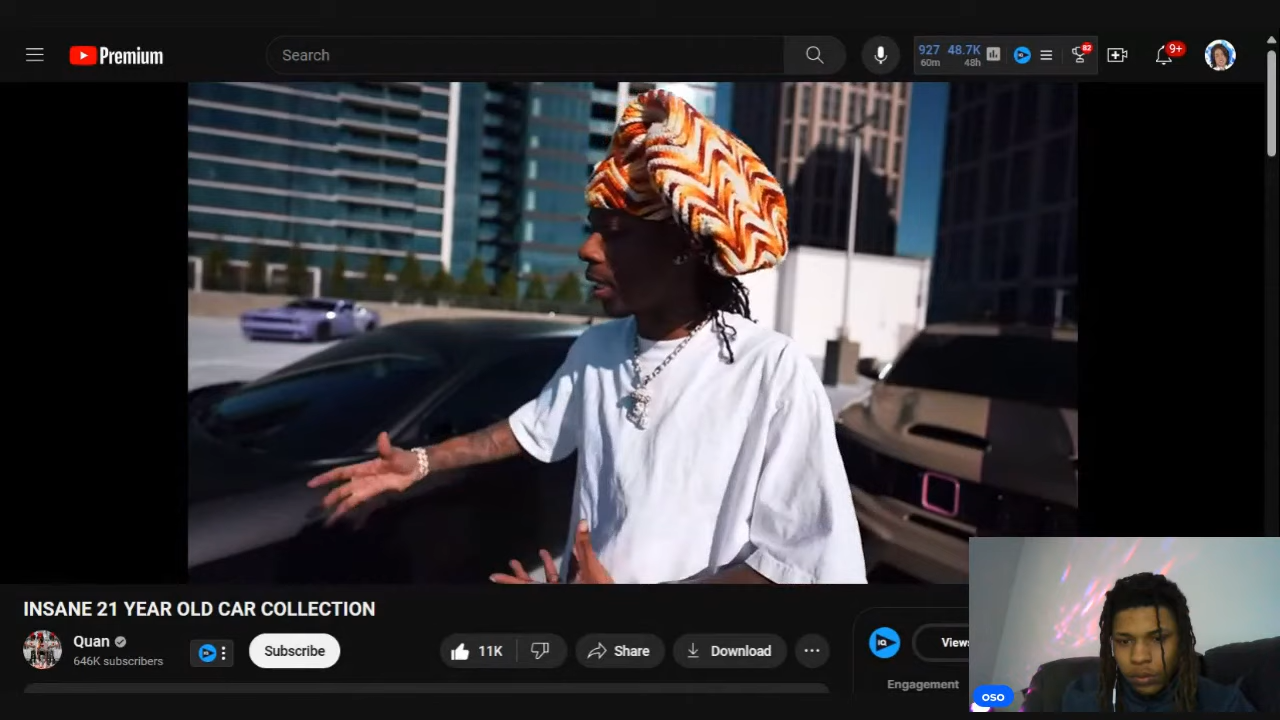 Premium
Search
927 48.7K
60m 48h
82
9+
INSANE 21 YEAR OLD CAR COLLECTION
Quan
646K subscribers
Subscribe
11K
Share
Download
IQ
Views
Engagement
oso